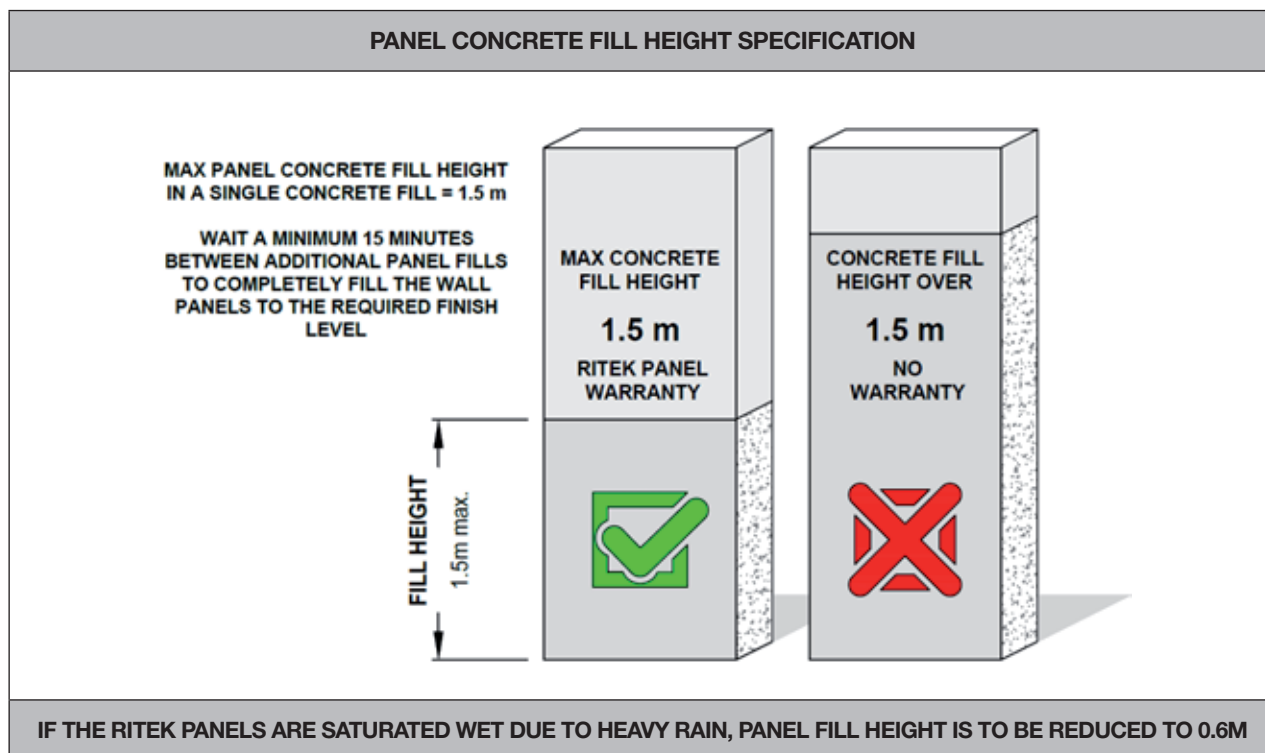 PANEL CONCRETE FILL HEIGHT SPECIFICATION
MAX PANEL CONCRETE FILL HEIGHT
IN A SINGLE CONCRETE FILL = 1.5 m
WAIT A MINIMUM 15 MINUTES
BETWEEN ADDITIONAL PANEL FILLS
TO COMPLETELY FILL THE WALL
PANELS TO THE REQUIRED FINISH
LEVEL
MAX CONCRETE
FILL HEIGHT
1.5 m
RITEK PANEL
WARRANTY
CONCRETE FILL
HEIGHT OVER
1.5 m
NO
WARRANTY
FILL HEIGHT
1.5m max.
IF THE RITEK PANELS ARE SATURATED WET DUE TO HEAVY RAIN, PANEL FILL HEIGHT IS TO BE REDUCED TO 0.6M